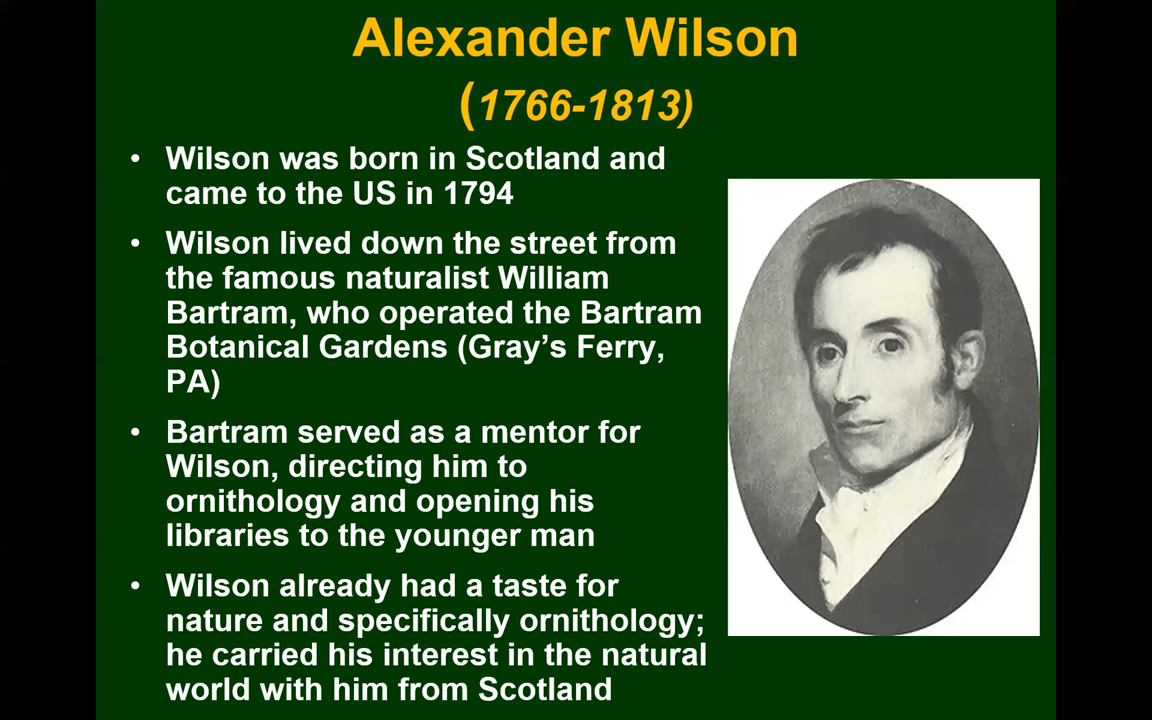 Alexander Wilson
(1766-1813)
• Wilson was born in Scotland and
came to the US in 1794
• Wilson lived down the street from
the famous naturalist William
Bartram, who operated the Bartram
Botanical Gardens (Gray’s Ferry,
PA)
• Bartram served as a mentor for
Wilson, directing him to
ornithology and opening his
libraries to the younger man
• Wilson already had a taste for
nature and specifically ornithology;
he carried his interest in the natural
world with him from Scotland